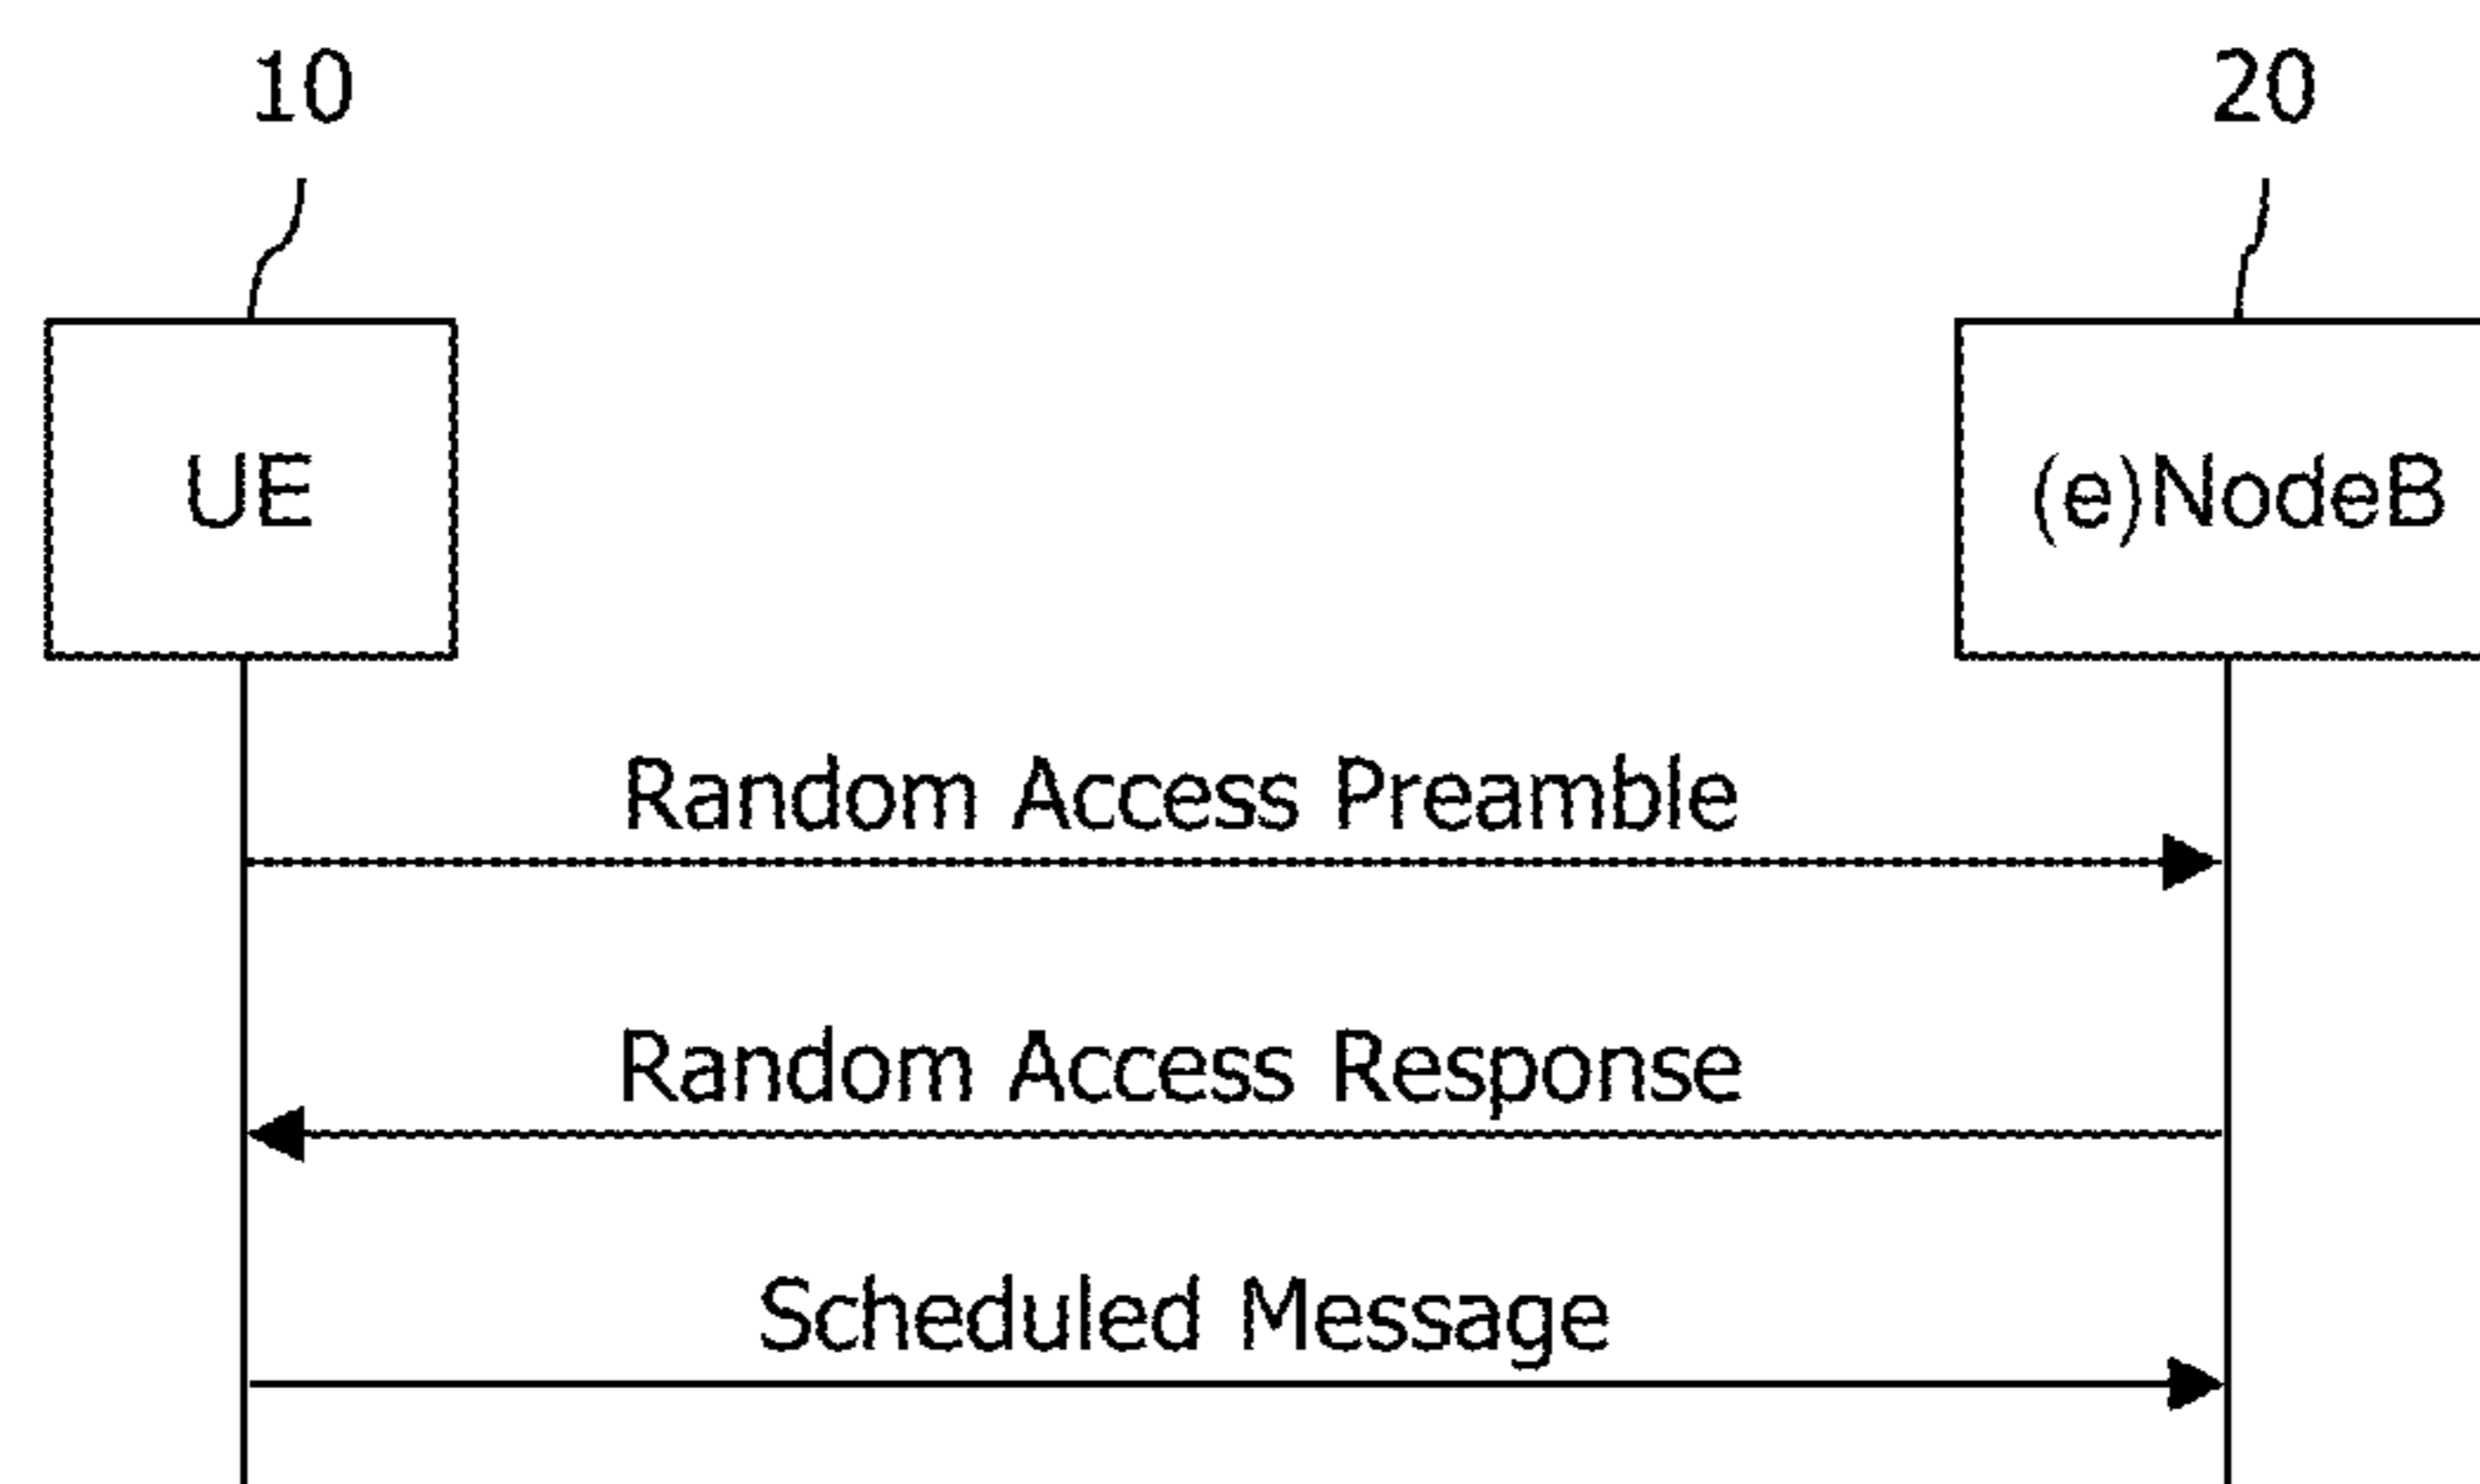 10
20
UE
(e)NodeB
Random Access Preamble
Random Access Response
Scheduled Message